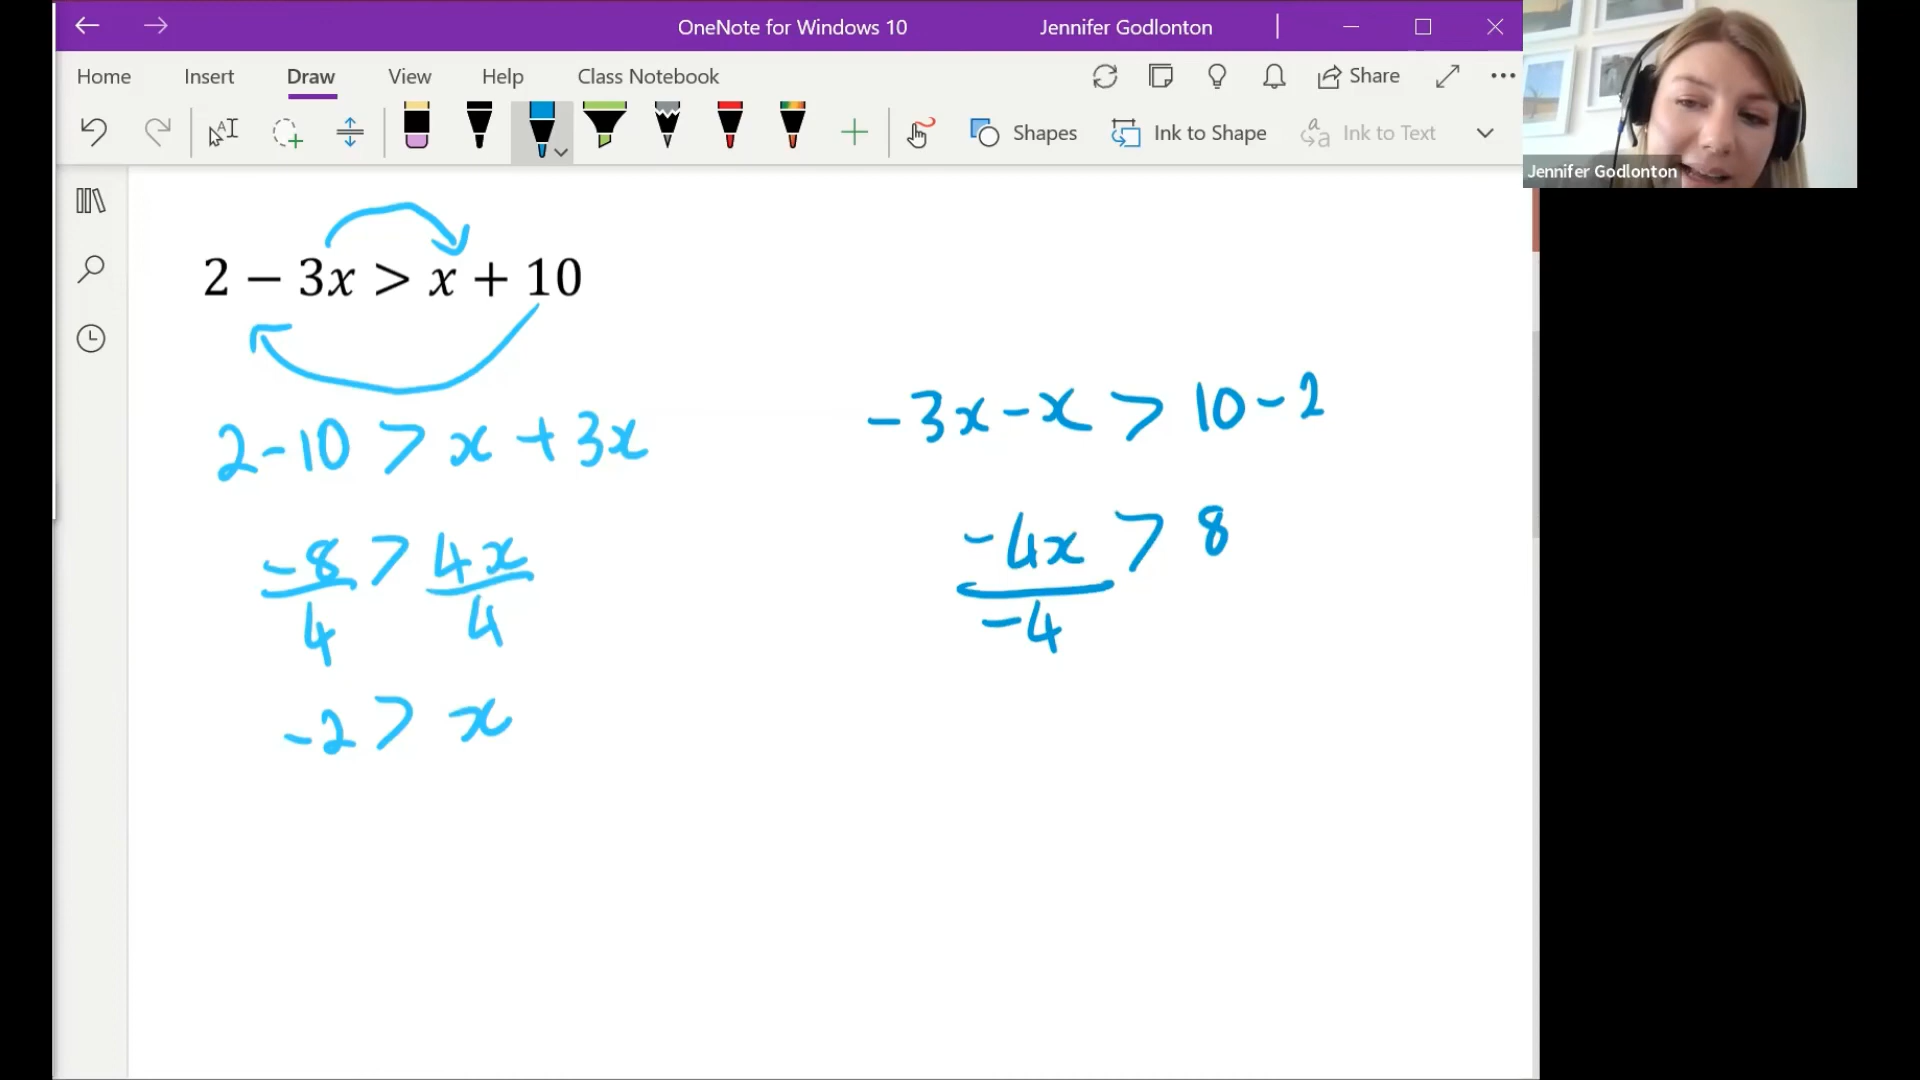 OneNote for Windows 10 Jennifer Godlonton
Home Insert Draw View Help Class Notebook Share
Shapes Ink to Shape Ink to Text
Jennifer Godlonton
2 − 3x > x + 10
2 - 10 > x + 3x
-8 > 4x
4 4
-2 > x
-3x - x > 10 - 2
-4x > 8
-4